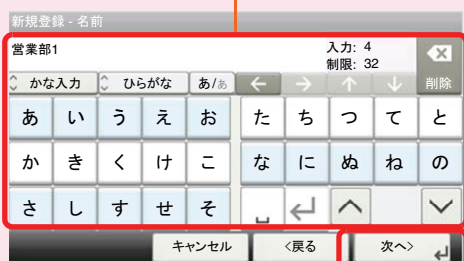 新規登録 - 名前
営業部1
入力: 4
制限: 32
かな入力 ひらがな あ/ぁ ← → ↑ ↓ 削除
あ い う え お た ち つ て と
か き く け こ な に ぬ ね の
さ し す せ そ
キャンセル <戻る 次へ>